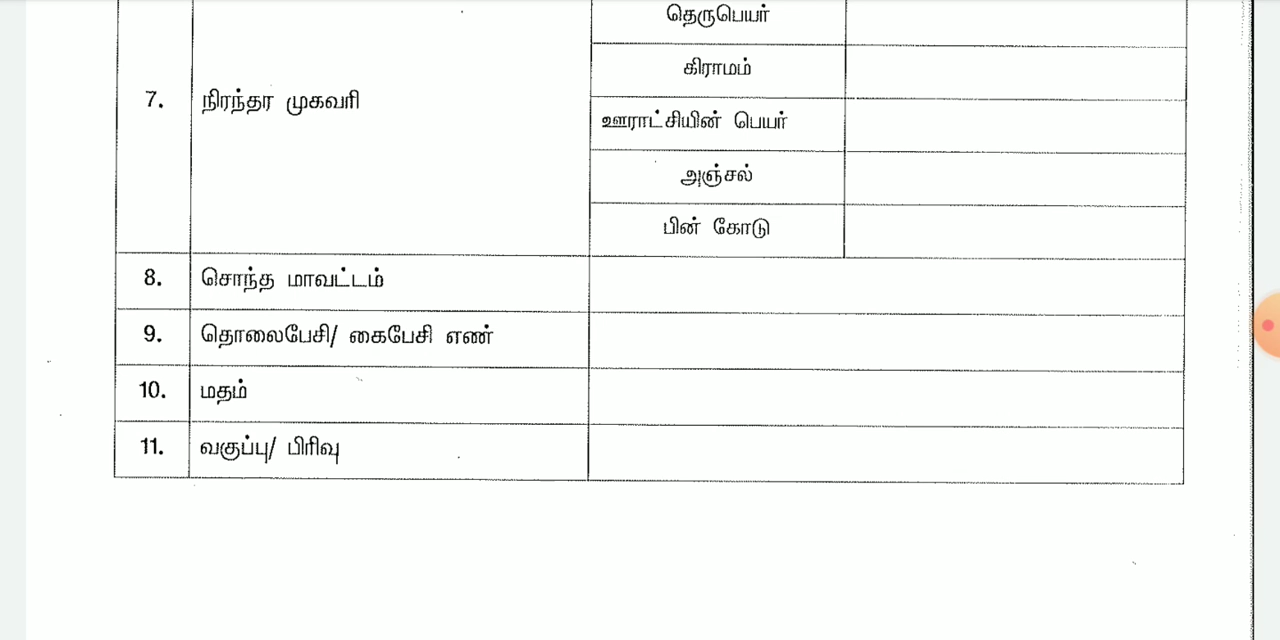 தெருபெயர்
கிராமம்
7. நிரந்தர முகவரி
ஊராட்சியின் பெயர்
அஞ்சல்
பின் கோடு
8. சொந்த மாவட்டம்
9. தொலைபேசி/ கைபேசி எண்
10. மதம்
11. வகுப்பு/ பிரிவு